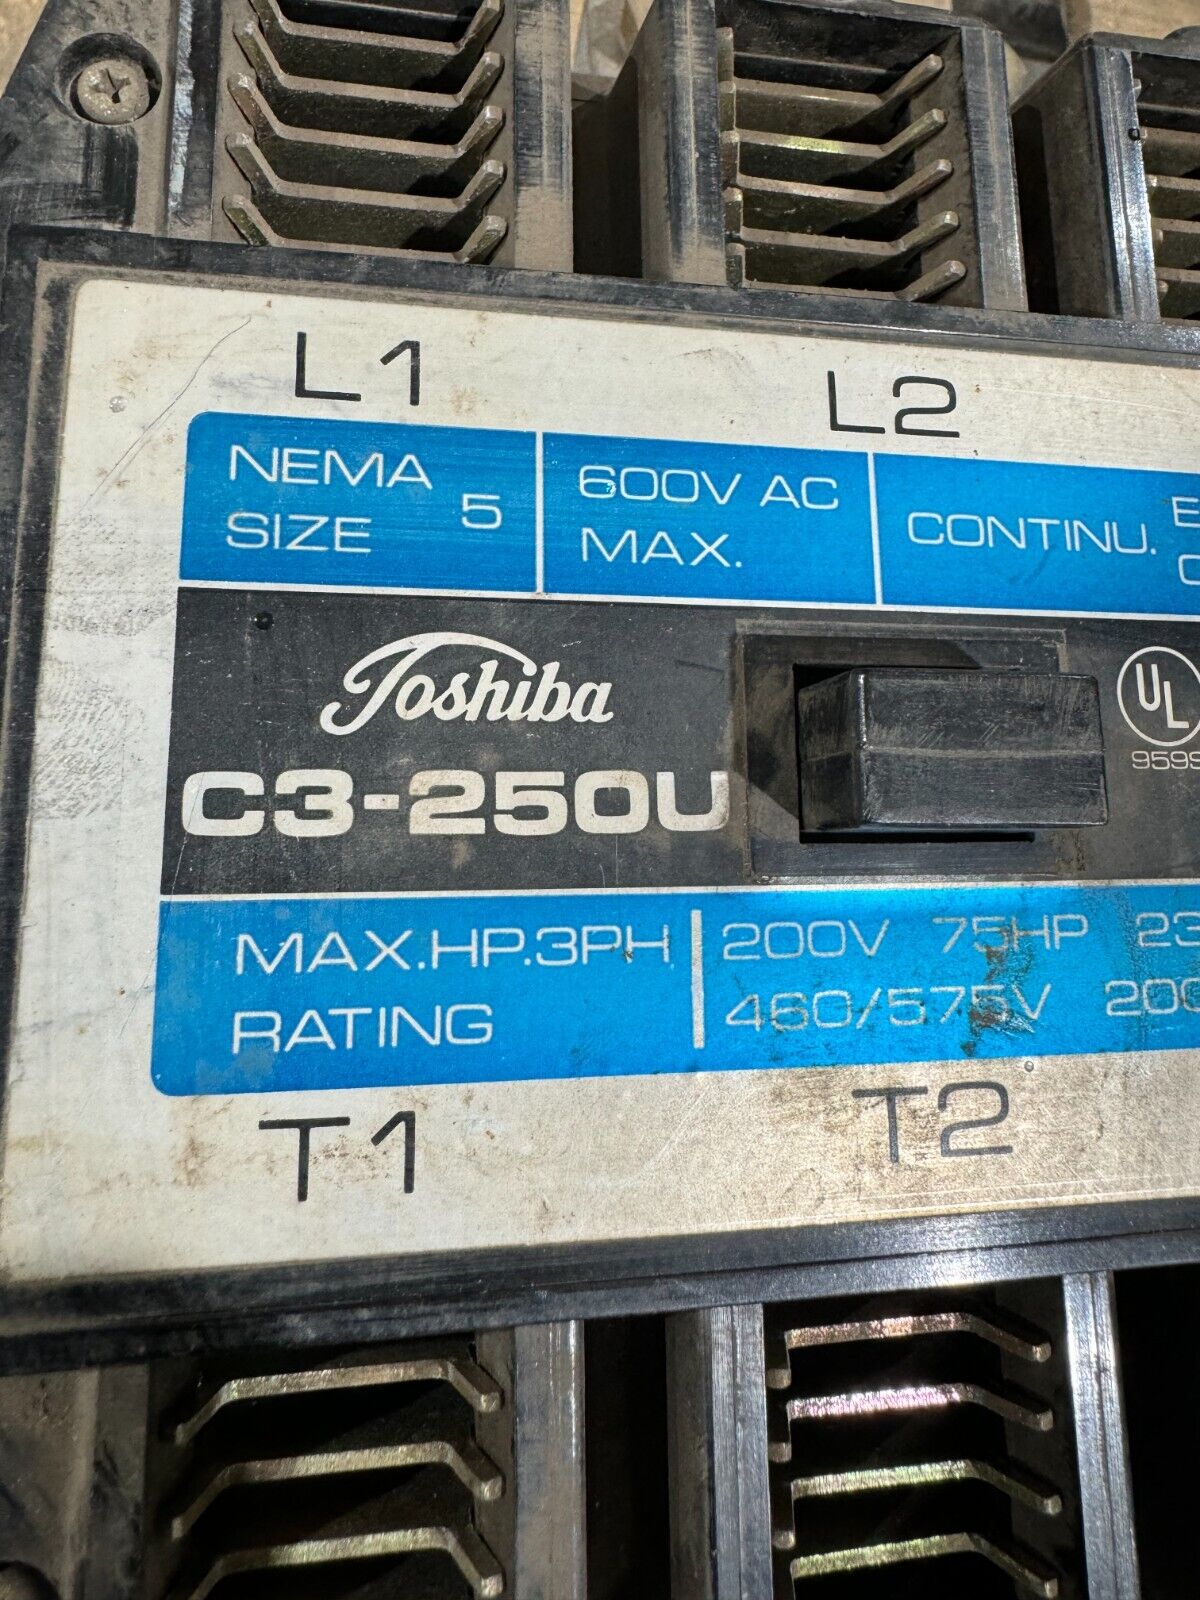 L1 L2
NEMA
SIZE 5
600V AC
MAX.
CONTINU.
Toshiba
C3-250U
UL
MAX.HP.3PH
RATING
200V 75HP
460/575V
T1 T2